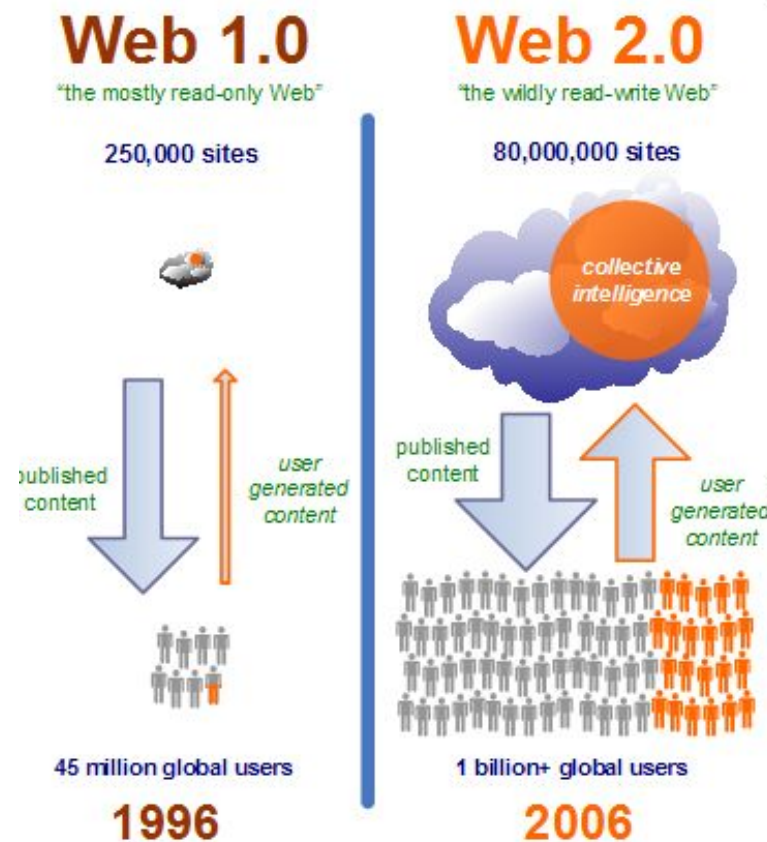 Web 1.0
"the mostly read-only Web"
250,000 sites
published
content
user
generated
content
45 million global users
1996
Web 2.0
"the wildly read-write Web"
80,000,000 sites
collective
intelligence
published
content
user
generated
content
1 billion+ global users
2006